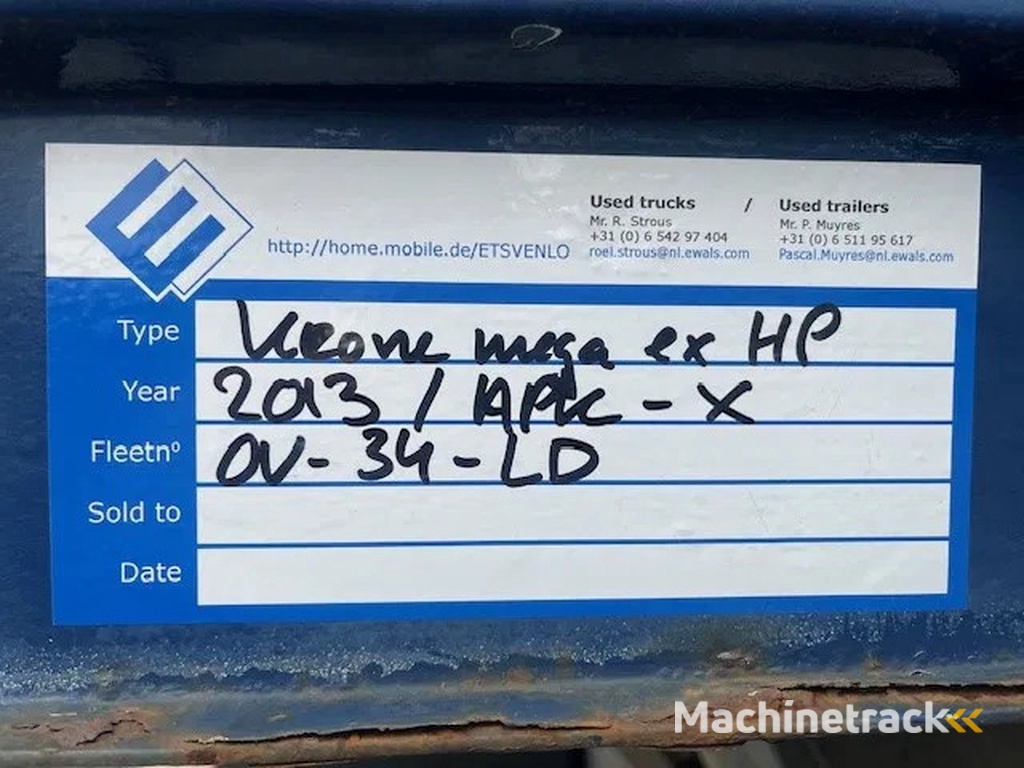 http://home.mobile.de/ETSVENLO
Used trucks / Used trailers
Mr. R. Strous
+31 (0) 6 542 97 404
roel.strous@nl.ewals.com
Mr. P. Muyres
+31 (0) 6 511 95 617
Pascal.Muyres@nl.ewals.com
Type Krone mega ex HP
Year 2013 / APK - X
Fleetnº OV-34-LD
Sold to
Date
Machinetrack